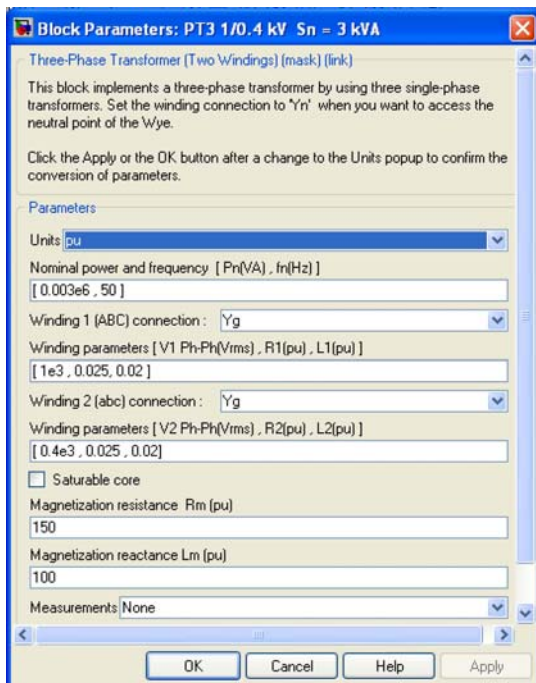 Block Parameters: PT3 1/0.4 kV Sn = 3 kVA
Three-Phase Transformer (Two Windings) (mask) (link)
This block implements a three-phase transformer by using three single-phase
transformers. Set the winding connection to 'Yn' when you want to access the
neutral point of the Wye.
Click the Apply or the OK button after a change to the Units popup to confirm the
conversion of parameters.
Parameters
Units pu
Nominal power and frequency [ Pn(VA) , fn(Hz) ]
[ 0.003e6 , 50 ]
Winding 1 (ABC) connection : Yg
Winding parameters [ V1 Ph-Ph(Vrms) , R1(pu) , L1(pu) ]
[ 1e3 , 0.025, 0.02 ]
Winding 2 (abc) connection : Yg
Winding parameters [ V2 Ph-Ph(Vrms) , R2(pu) , L2(pu) ]
[ 0.4e3 , 0.025 , 0.02]
Saturable core
Magnetization resistance Rm (pu)
150
Magnetization reactance Lm (pu)
100
Measurements None
OK Cancel Help Apply